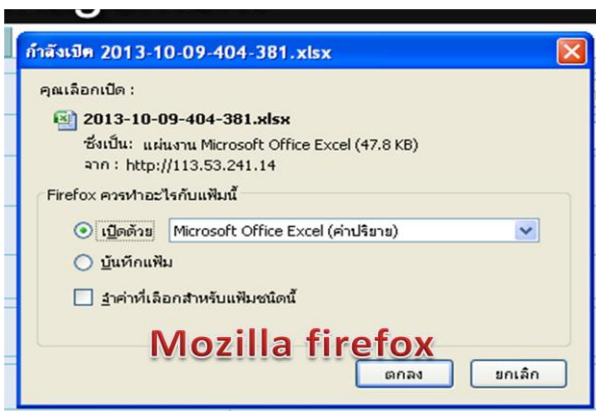 กำลังเปิด 2013-10-09-404-381.xlsx
คุณเลือกเปิด :
2013-10-09-404-381.xlsx
ซึ่งเป็น: แผ่นงาน Microsoft Office Excel (47.8 KB)
จาก : http://113.53.241.14
Firefox ควรทำอะไรกับแฟ้มนี้
เปิดด้วย Microsoft Office Excel (ค่าปริยาย)
บันทึกแฟ้ม
จำค่าที่เลือกสำหรับแฟ้มชนิดนี้
Mozilla firefox
ตกลง ยกเลิก